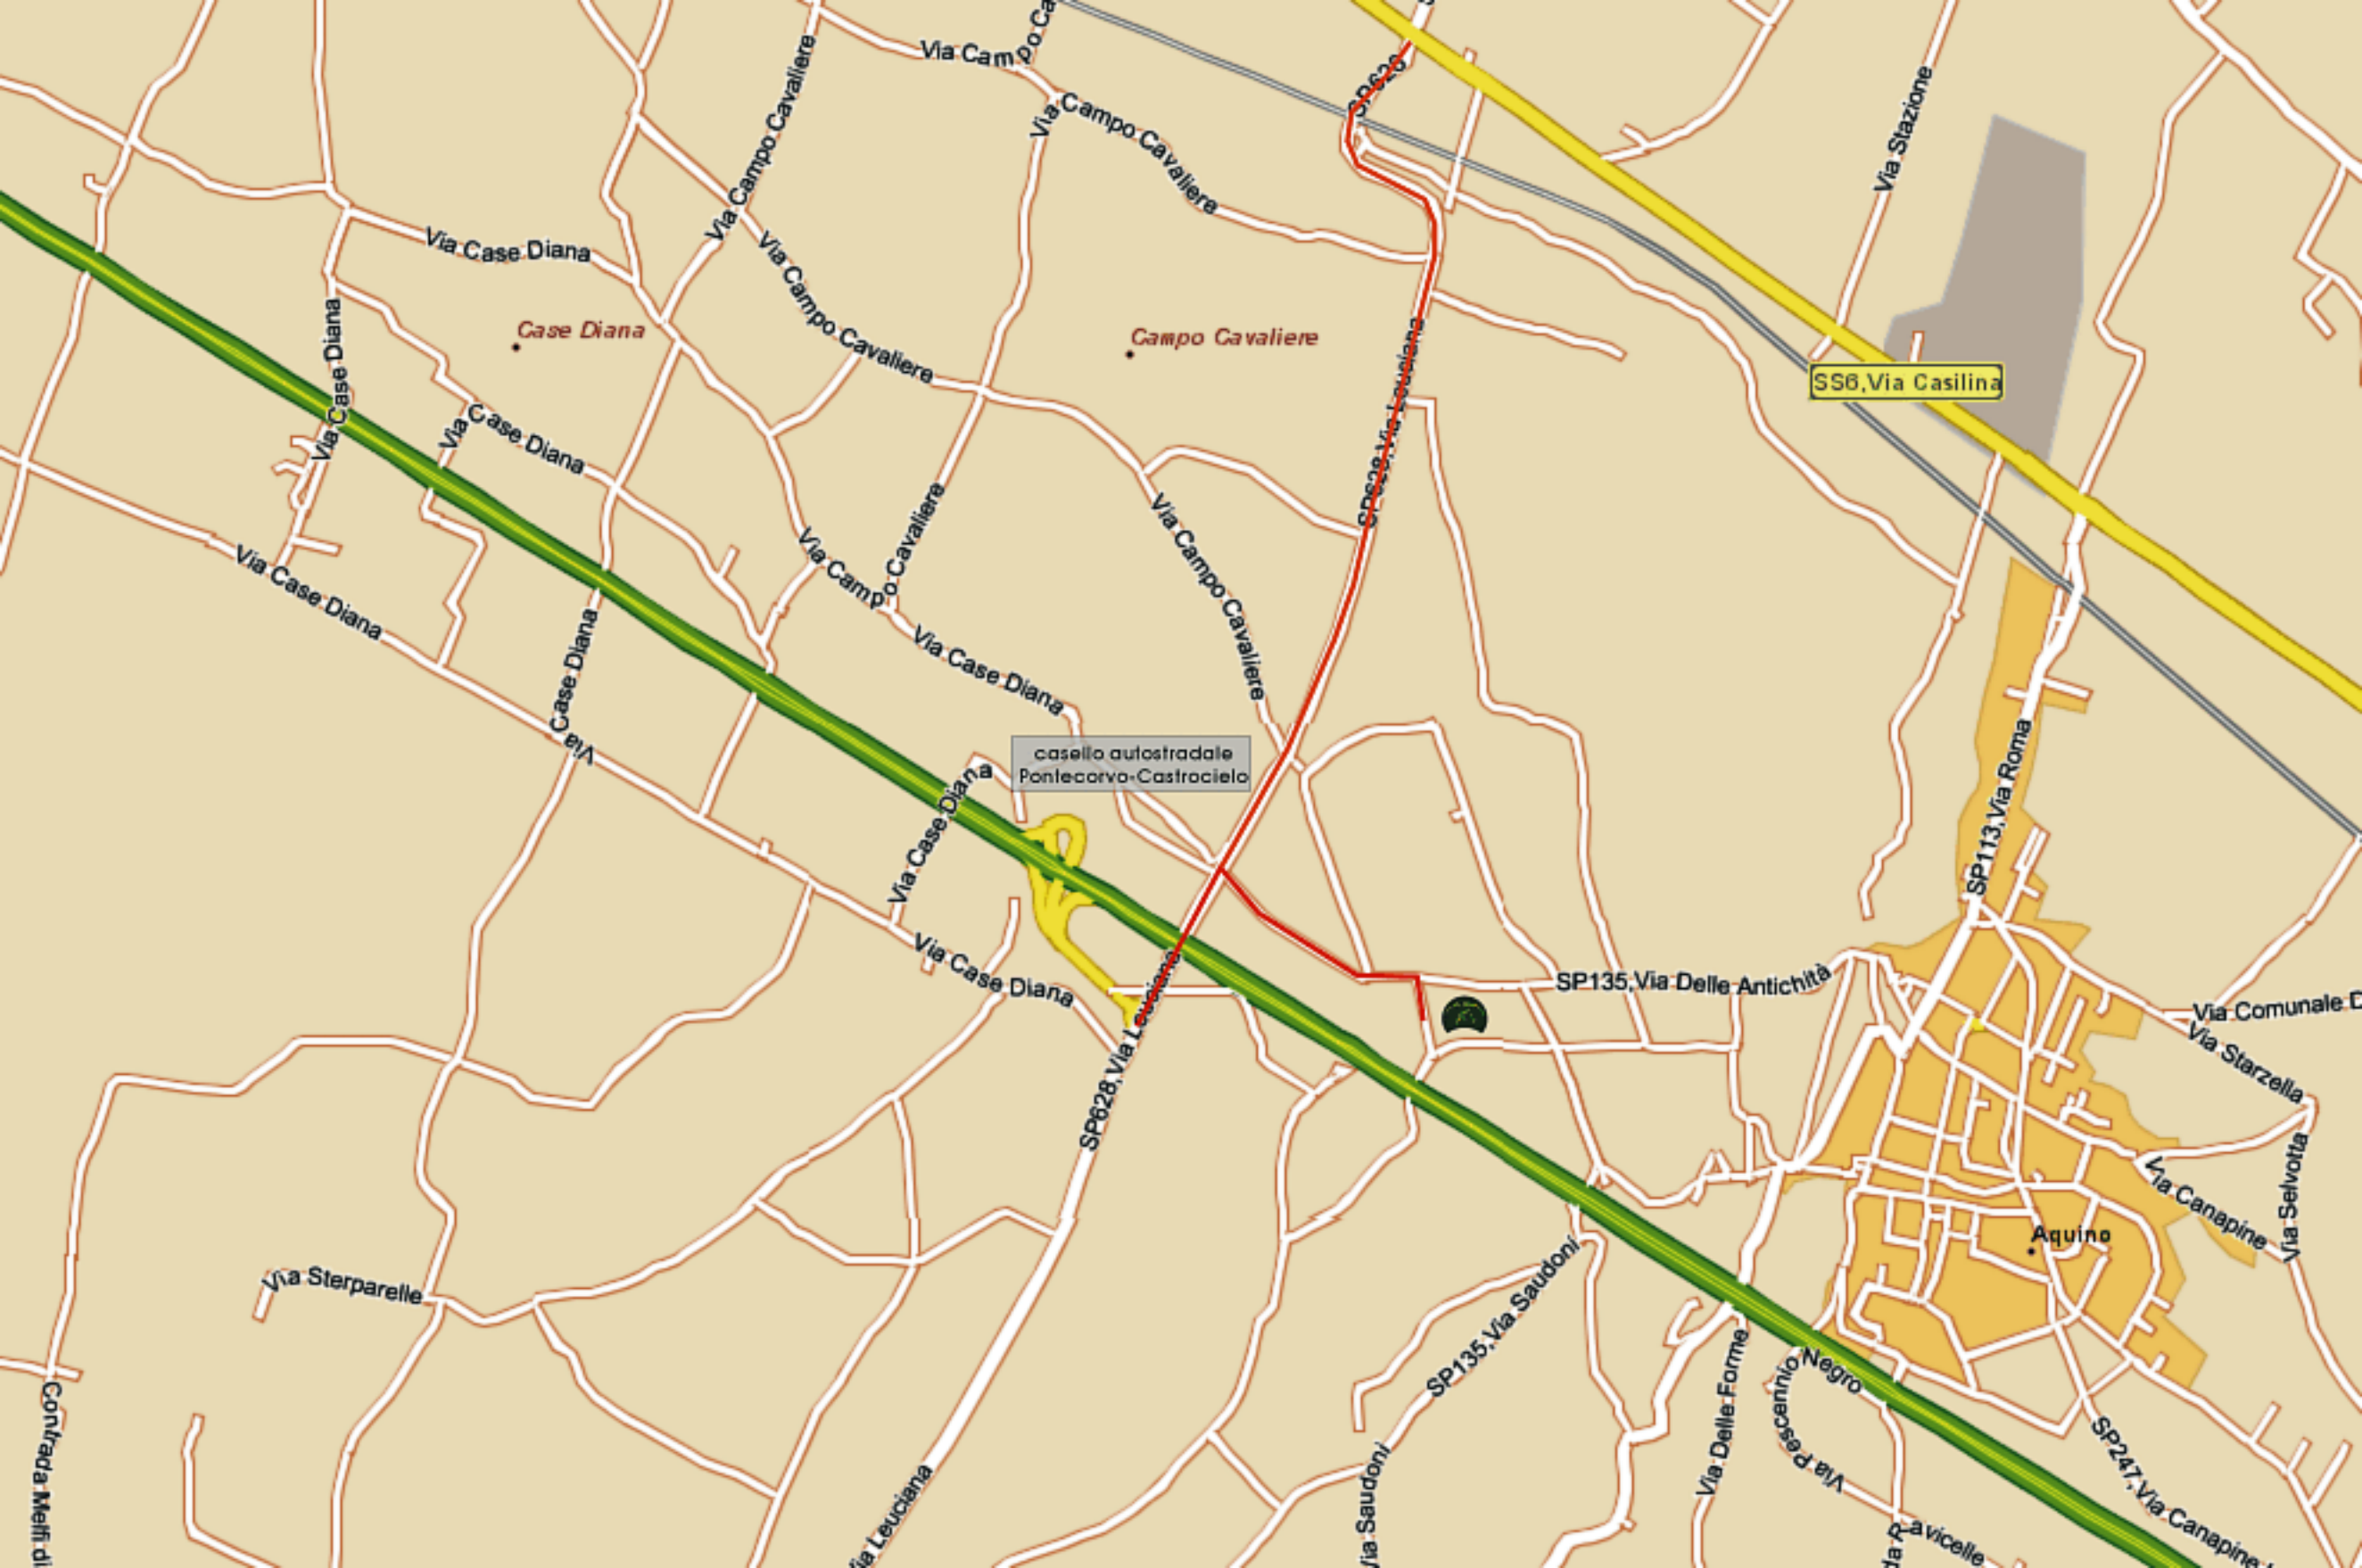 Via Campo Ca
SP628
Via Campo Cavaliere
Via Campo Cavaliere
Via Stazione
Via Case Diana
Via Campo Cavaliere
Case Diana
Campo Cavaliere
Via Case Diana
SP628,Via Leuciana
SS6,Via Casilina
Via Case Diana
Via Campo Cavaliere
Via Campo Cavaliere
Via Case Diana
Via Case Diana
Via Case Diana
casello autostradale
Pontecorvo-Castrocielo
SP113,Via Roma
Via Case Diana
Via Case Diana
SP135,Via Delle Antichità
Via Comunale D
Via Starzella
SP628,Via Leuciana
Via Selvotta
Via Canapine
Aquino
Via Sterparelle
SP135,Via Saudoni
Via Delle Forme
Via Pescennio Negro
Contrada Melfi di
Via Leuciana
Via Saudoni
SP247,Via Canapine
da Ravicelle